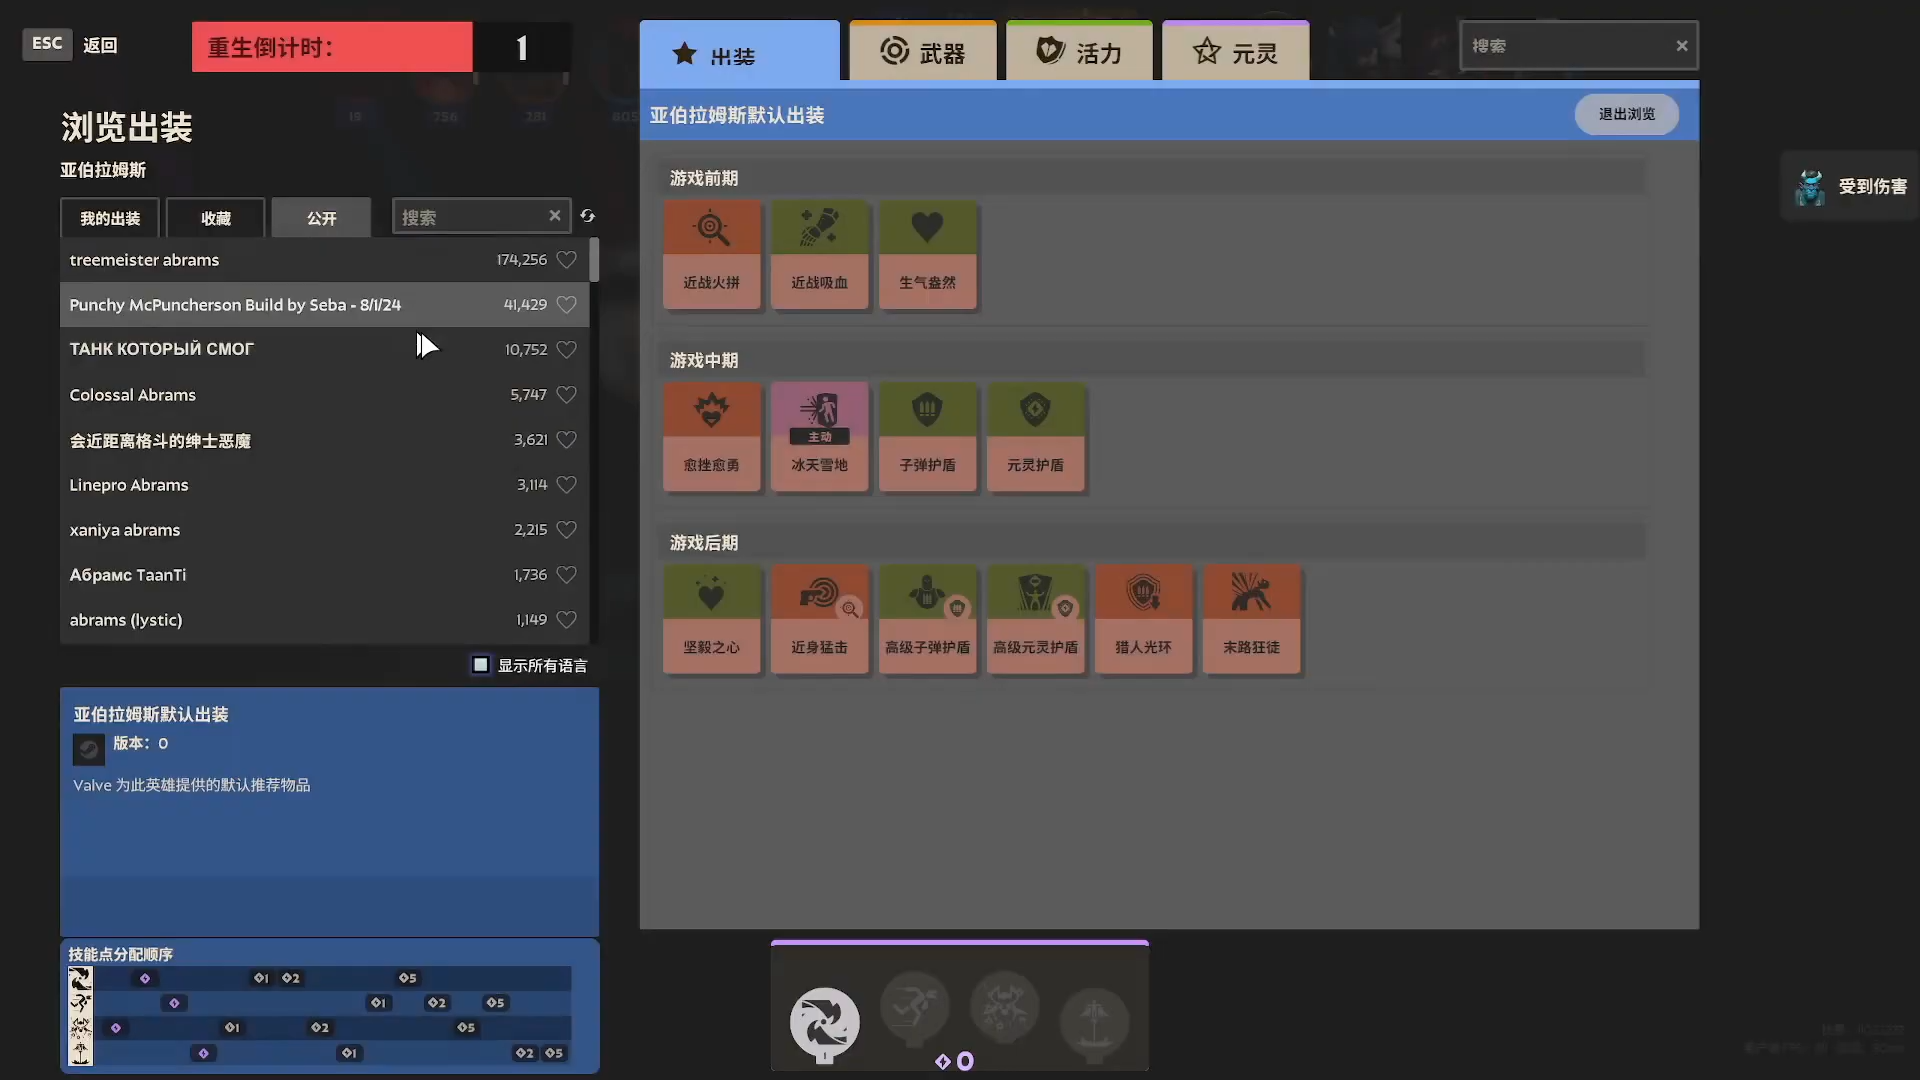 ESC 返回
重生倒计时： 1
浏览出装
亚伯拉姆斯
我的出装 收藏 公开 搜索
treemeister abrams 174,256
Punchy McPuncherson Build by Seba - 8/1/24 41,429
ТАНК КОТОРЫЙ СМОГ 10,752
Colossal Abrams 5,747
会近距离格斗的绅士恶魔 3,621
Linepro Abrams 3,114
xaniya abrams 2,215
Абрамс TaanTi 1,736
abrams (lystic) 1,149
显示所有语言
亚伯拉姆斯默认出装
版本：0
Valve 为此英雄提供的默认推荐物品
技能点分配顺序
1 2 5
1 2 5
1 2 5
1 2 5
出装 武器 活力 元灵 搜索
亚伯拉姆斯默认出装 退出浏览
游戏前期
近战火拼 近战吸血 生气盎然
游戏中期
主动
愈挫愈勇 冰天雪地 子弹护盾 元灵护盾
游戏后期
坚毅之心 近身猛击 高级子弹护盾 高级元灵护盾 猎人光环 末路狂徒
受到伤害
1
0